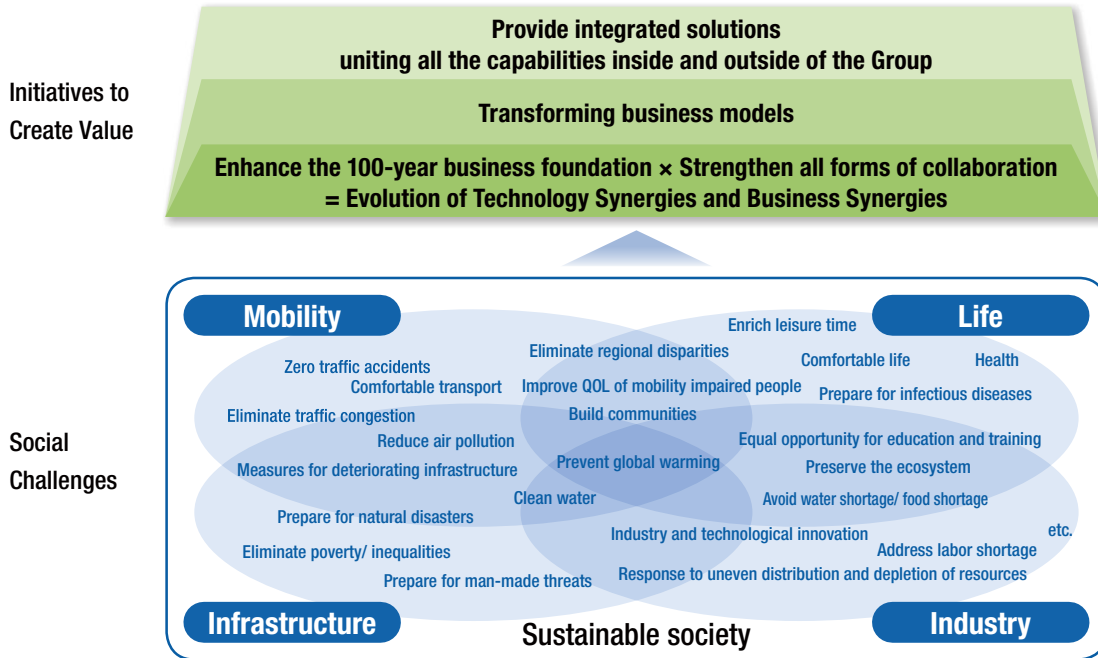 Provide integrated solutions
uniting all the capabilities inside and outside of the Group
Initiatives to
Create Value
Transforming business models
Enhance the 100-year business foundation × Strengthen all forms of collaboration
= Evolution of Technology Synergies and Business Synergies
Mobility
Life
Enrich leisure time
Eliminate regional disparities
Zero traffic accidents
Comfortable life
Health
Comfortable transport
Improve QOL of mobility impaired people
Prepare for infectious diseases
Eliminate traffic congestion
Build communities
Social
Challenges
Reduce air pollution
Equal opportunity for education and training
Measures for deteriorating infrastructure
Prevent global warming
Preserve the ecosystem
Clean water
Avoid water shortage/ food shortage
Prepare for natural disasters
Industry and technological innovation
etc.
Eliminate poverty/ inequalities
Address labor shortage
Prepare for man-made threats
Response to uneven distribution and depletion of resources
Infrastructure
Sustainable society
Industry